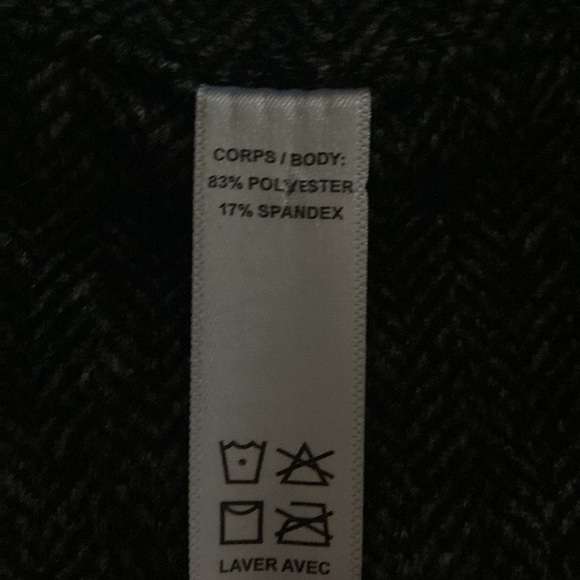 CORPS / BODY:
83% POLYESTER
17% SPANDEX
LAVER AVEC